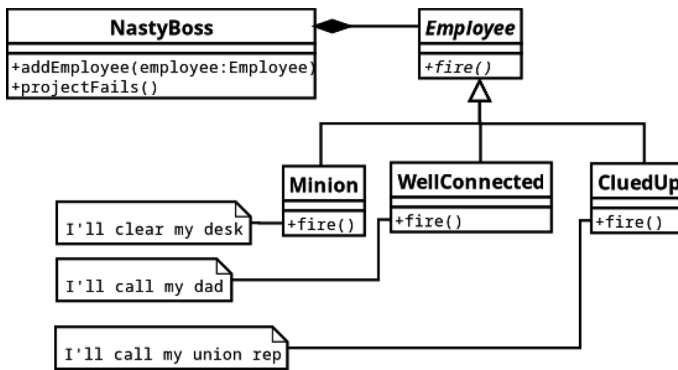 NastyBoss
+addEmployee(employee:Employee)
+projectFails()
Employee
+fire()
Minion
+fire()
WellConnected
+fire()
CluedUp
+fire()
I'll clear my desk
I'll call my dad
I'll call my union rep